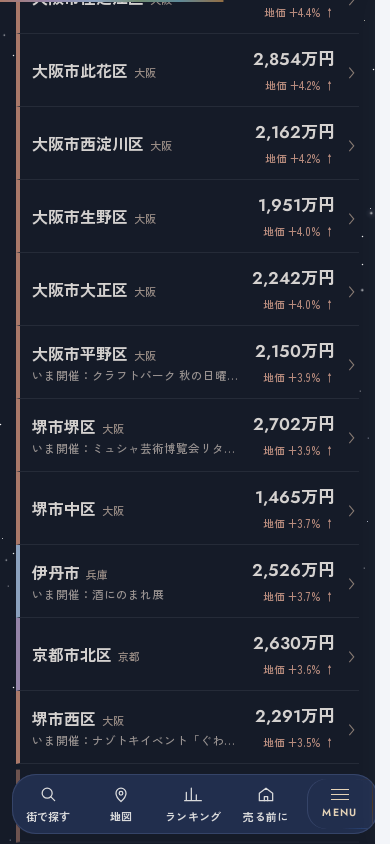 地価 +4.4% ↑
大阪市此花区 大阪
2,854万円
地価 +4.2% ↑
大阪市西淀川区 大阪
2,162万円
地価 +4.2% ↑
大阪市生野区 大阪
1,951万円
地価 +4.0% ↑
大阪市大正区 大阪
2,242万円
地価 +4.0% ↑
大阪市平野区 大阪
いま開催：クラフトパーク 秋の日曜…
2,150万円
地価 +3.9% ↑
堺市堺区 大阪
いま開催：ミュシャ芸術博覧会リタ…
2,702万円
地価 +3.9% ↑
堺市中区 大阪
1,465万円
地価 +3.7% ↑
伊丹市 兵庫
いま開催：酒にのまれ展
2,526万円
地価 +3.7% ↑
京都市北区 京都
2,630万円
地価 +3.6% ↑
堺市西区 大阪
いま開催：ナゾトキイベント「ぐわ…
2,291万円
地価 +3.5% ↑
街で探す
地図
ランキング
売る前に
MENU